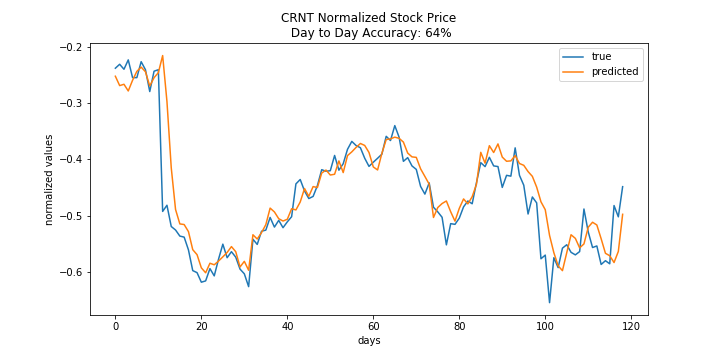 CRNT Normalized Stock Price
Day to Day Accuracy: 64%
true
predicted
normalized values
−0.2
−0.3
−0.4
−0.5
−0.6
0
20
40
60
80
100
120
days